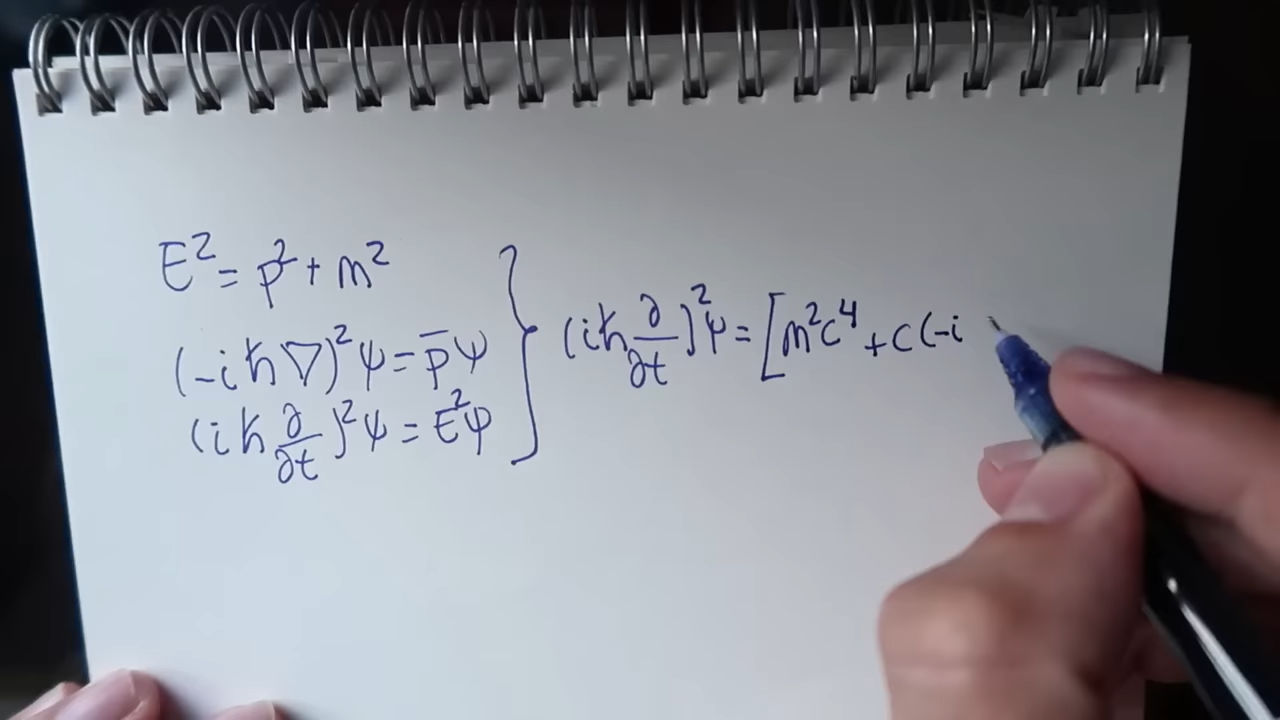 E² = p² + m²
(-iℏ∇)²ψ = p̄ψ
(iℏ ∂/∂t)²ψ = E²ψ
(iℏ ∂/∂t)²ψ = [m²c⁴ + c(-i